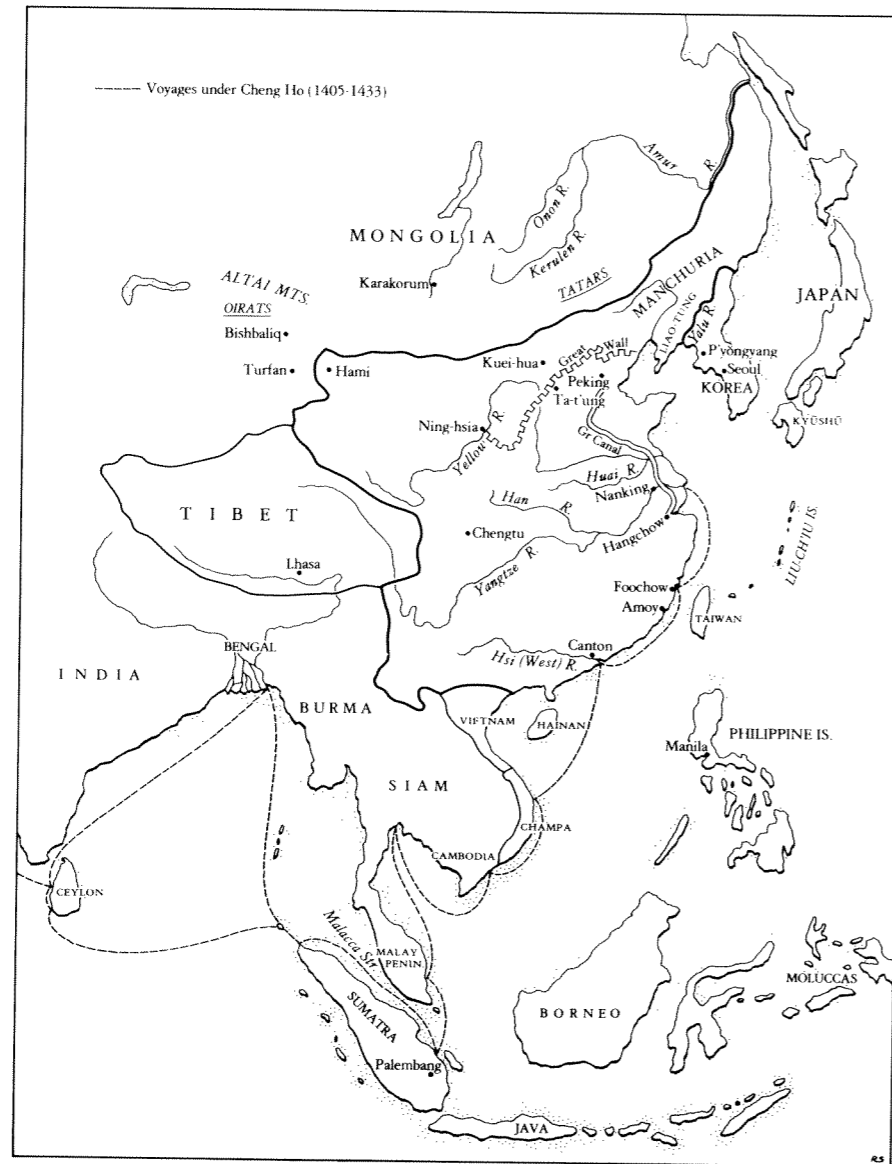 Voyages under Cheng Ho (1405-1433)
Amur
R.
Onon R.
MONGOLIA
Kerulen R.
ALTAI MTS.
Karakorum
TATARS
MANCHURIA
OIRATS
JAPAN
Bishbaliq
LIAO-TUNG
Yalu R.
Great Wall
P'yŏngyang
Turfan
Hami
Kuei-hua
Seoul
Peking
KOREA
Ta-t'ung
KYŪSHŪ
Ning-hsia
Yellow R.
Gr Canal
Huai R.
Nanking
Han R.
TIBET
Chengtu
Hangchow
LIU-CH'IU IS.
Lhasa
Yangtze R.
Foochow
Amoy
TAIWAN
BENGAL
Canton
Hsi (West) R.
INDIA
BURMA
VIETNAM
HAINAN
PHILIPPINE IS.
Manila
SIAM
CHAMPA
CAMBODIA
CEYLON
Malacca Str
MALAY
PENIN.
MOLUCCAS
SUMATRA
BORNEO
Palembang
JAVA
RS